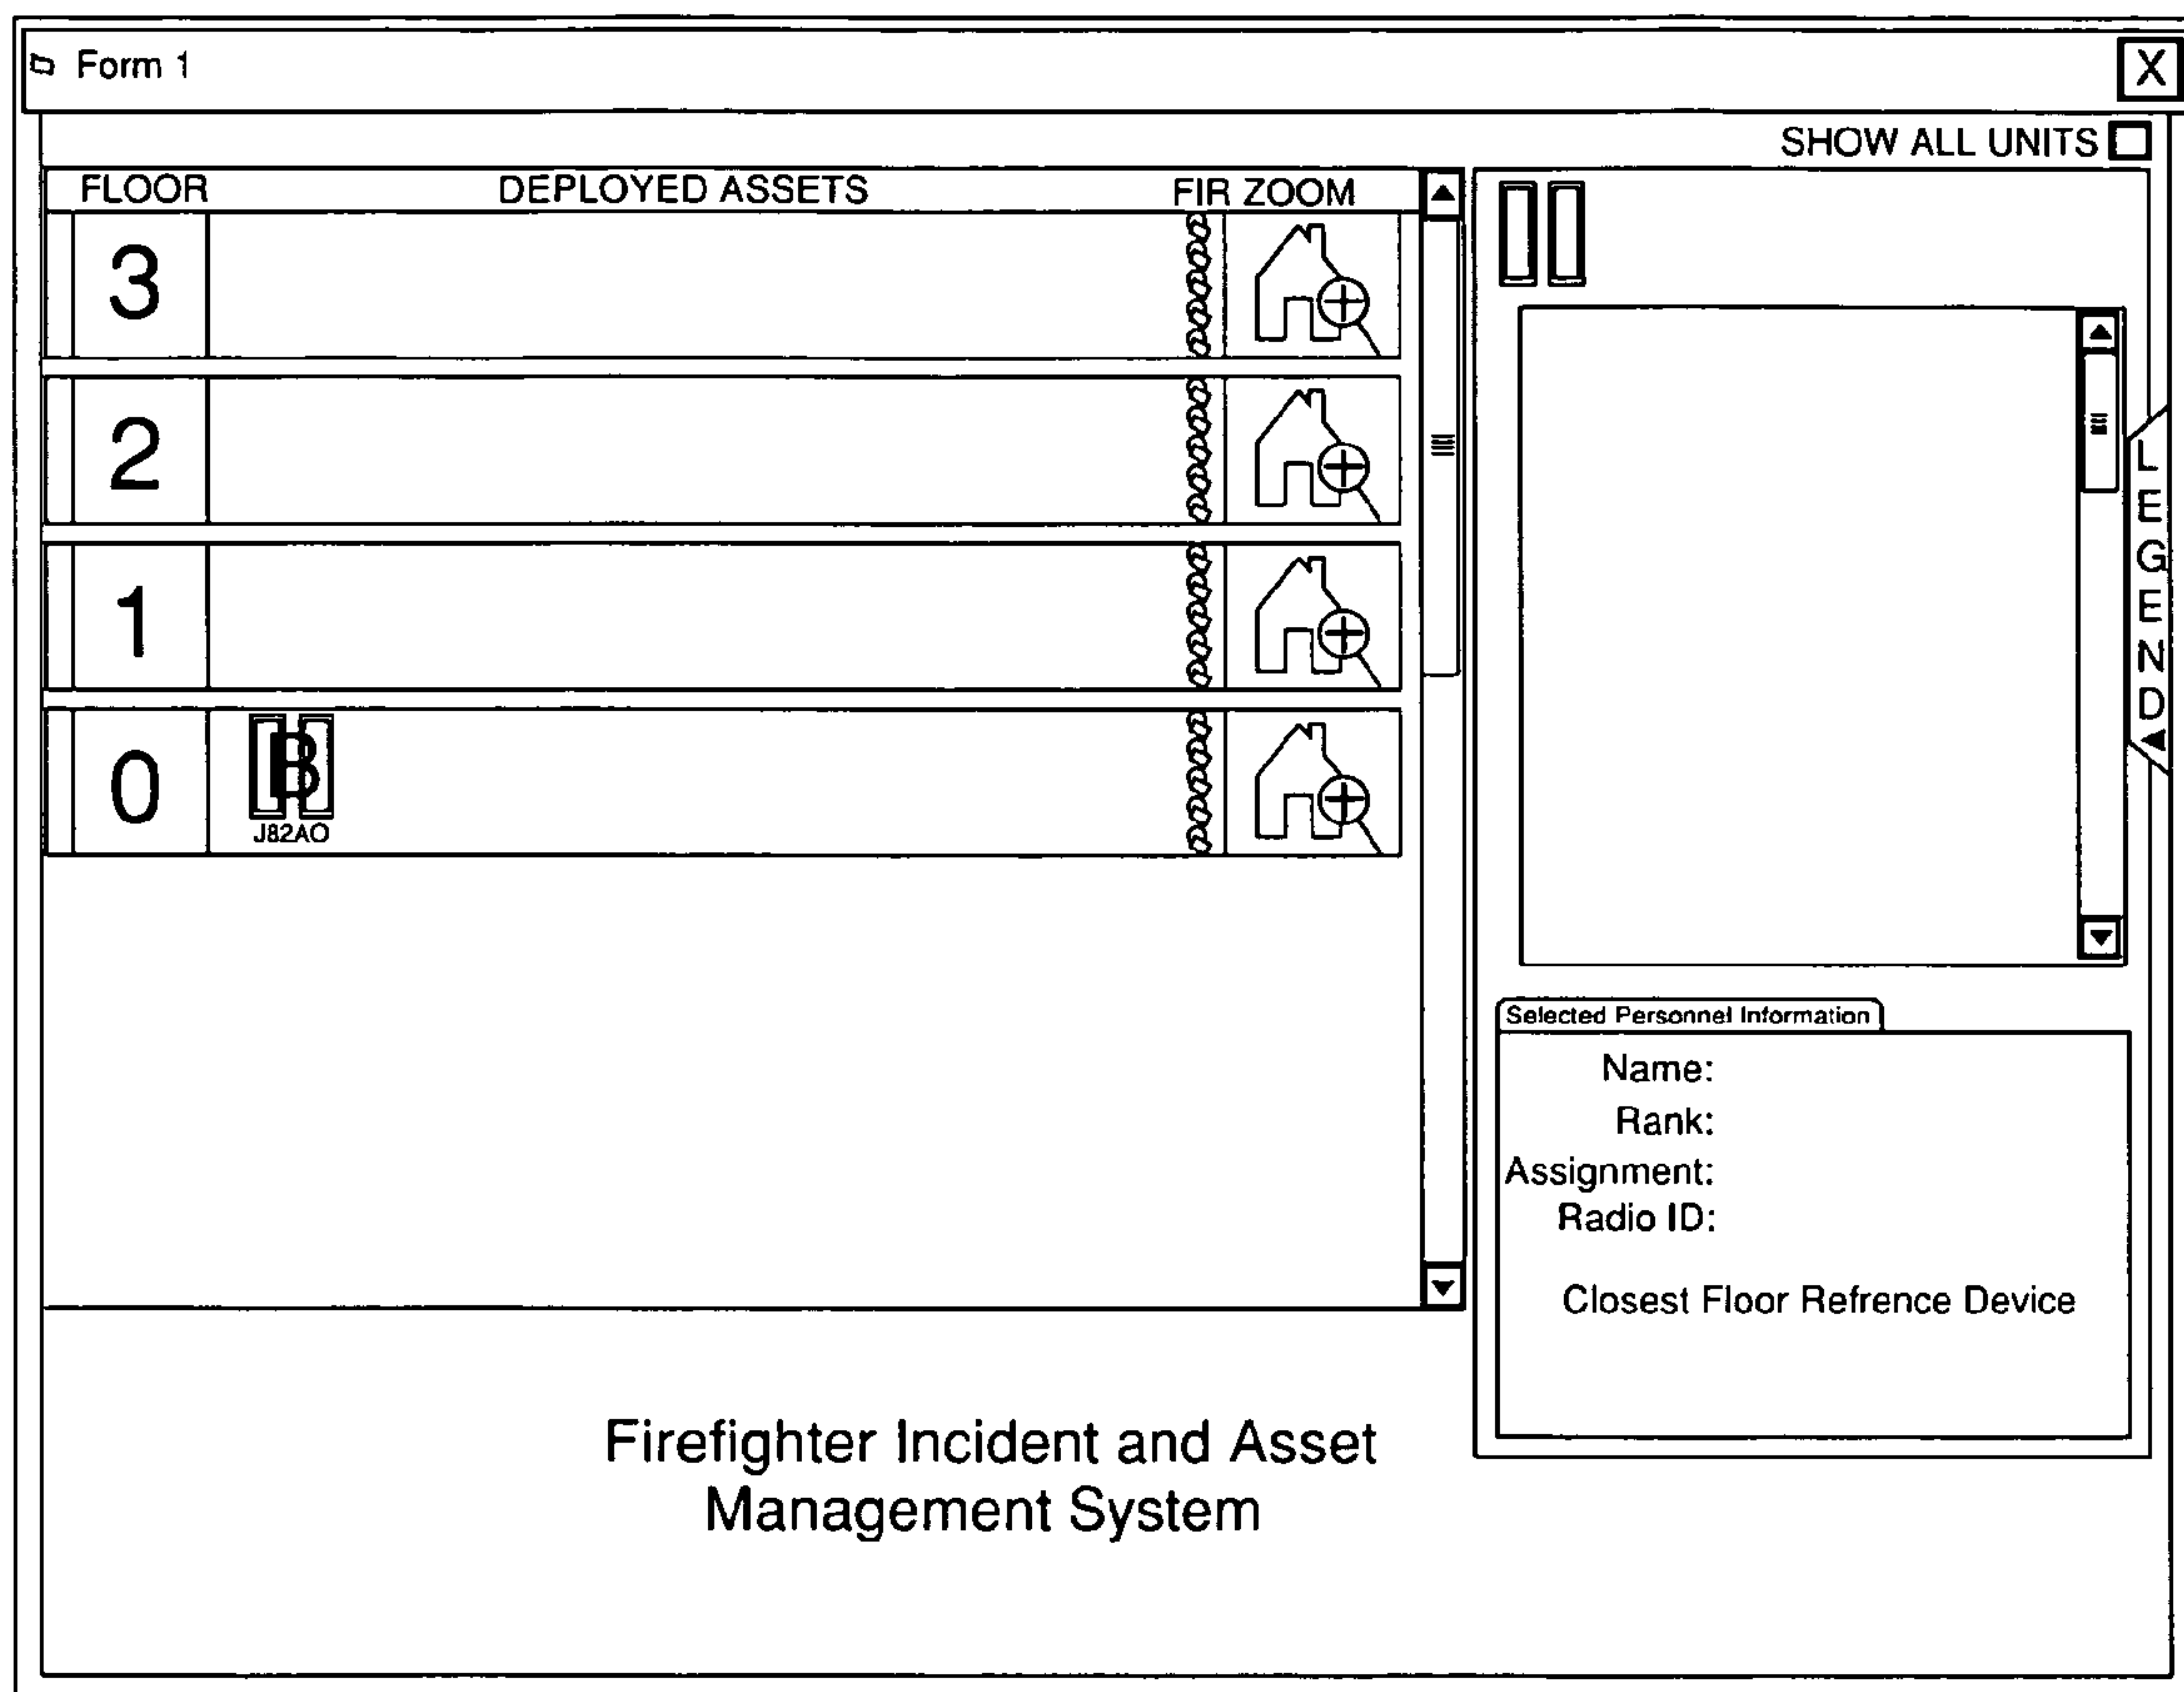 Form 1
X
SHOW ALL UNITS
FLOOR DEPLOYED ASSETS FIR ZOOM
3
2
1
0
B
J82AO
LEGEND
Selected Personnel Information
Name:
Rank:
Assignment:
Radio ID:
Closest Floor Refrence Device
Firefighter Incident and Asset
Management System